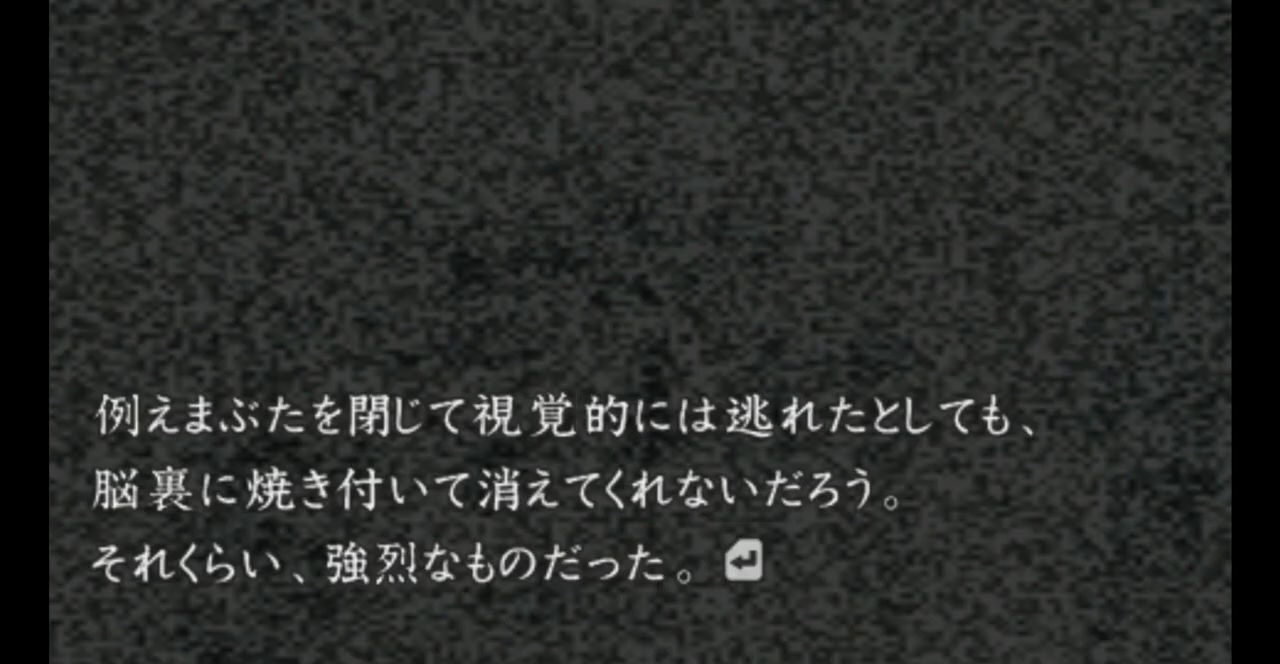 例えまぶたを閉じて視覚的には逃れたとしても、
脳裏に焼き付いて消えてくれないだろう。
それくらい、強烈なものだった。